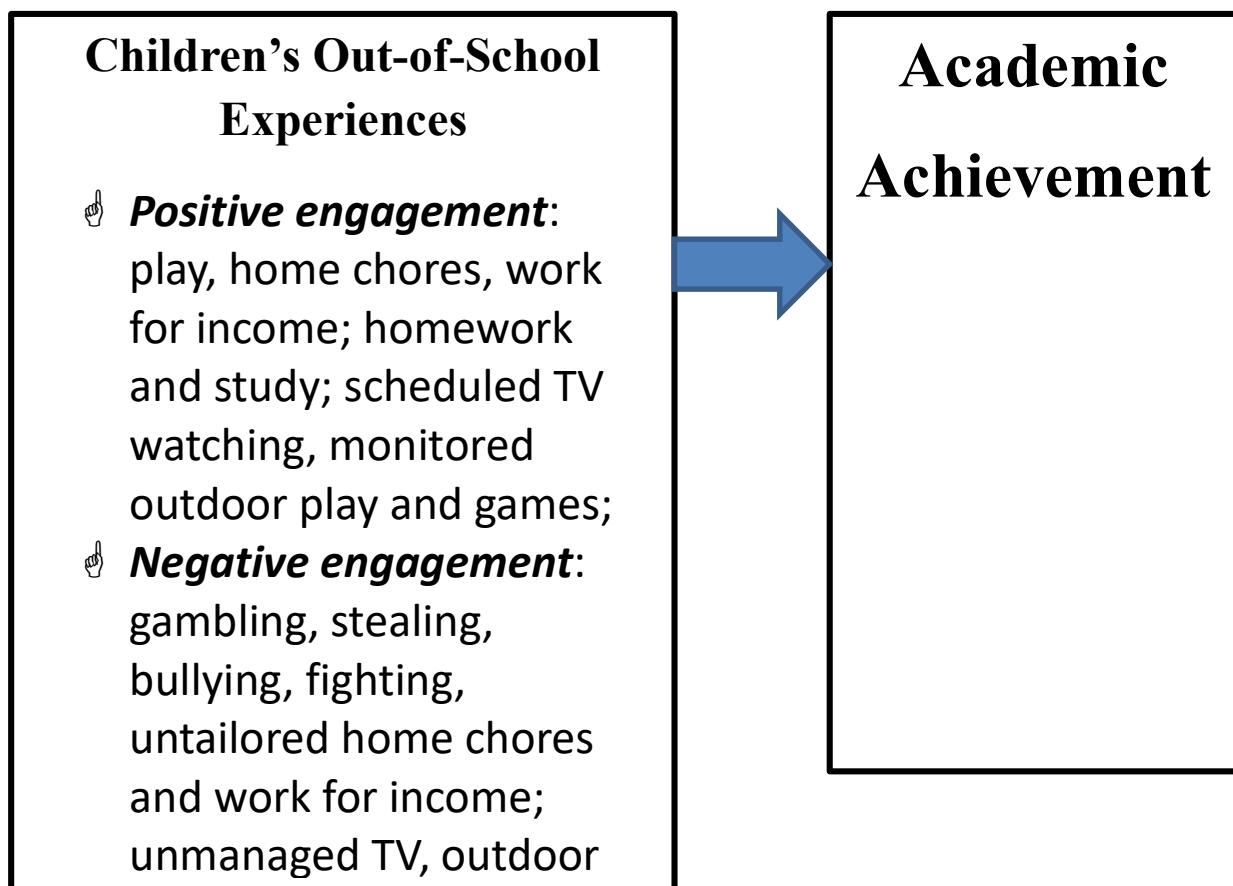 Children’s Out-of-School
Experiences
Positive engagement:
play, home chores, work
for income; homework
and study; scheduled TV
watching, monitored
outdoor play and games;
Negative engagement:
gambling, stealing,
bullying, fighting,
untailored home chores
and work for income;
unmanaged TV, outdoor
Academic
Achievement